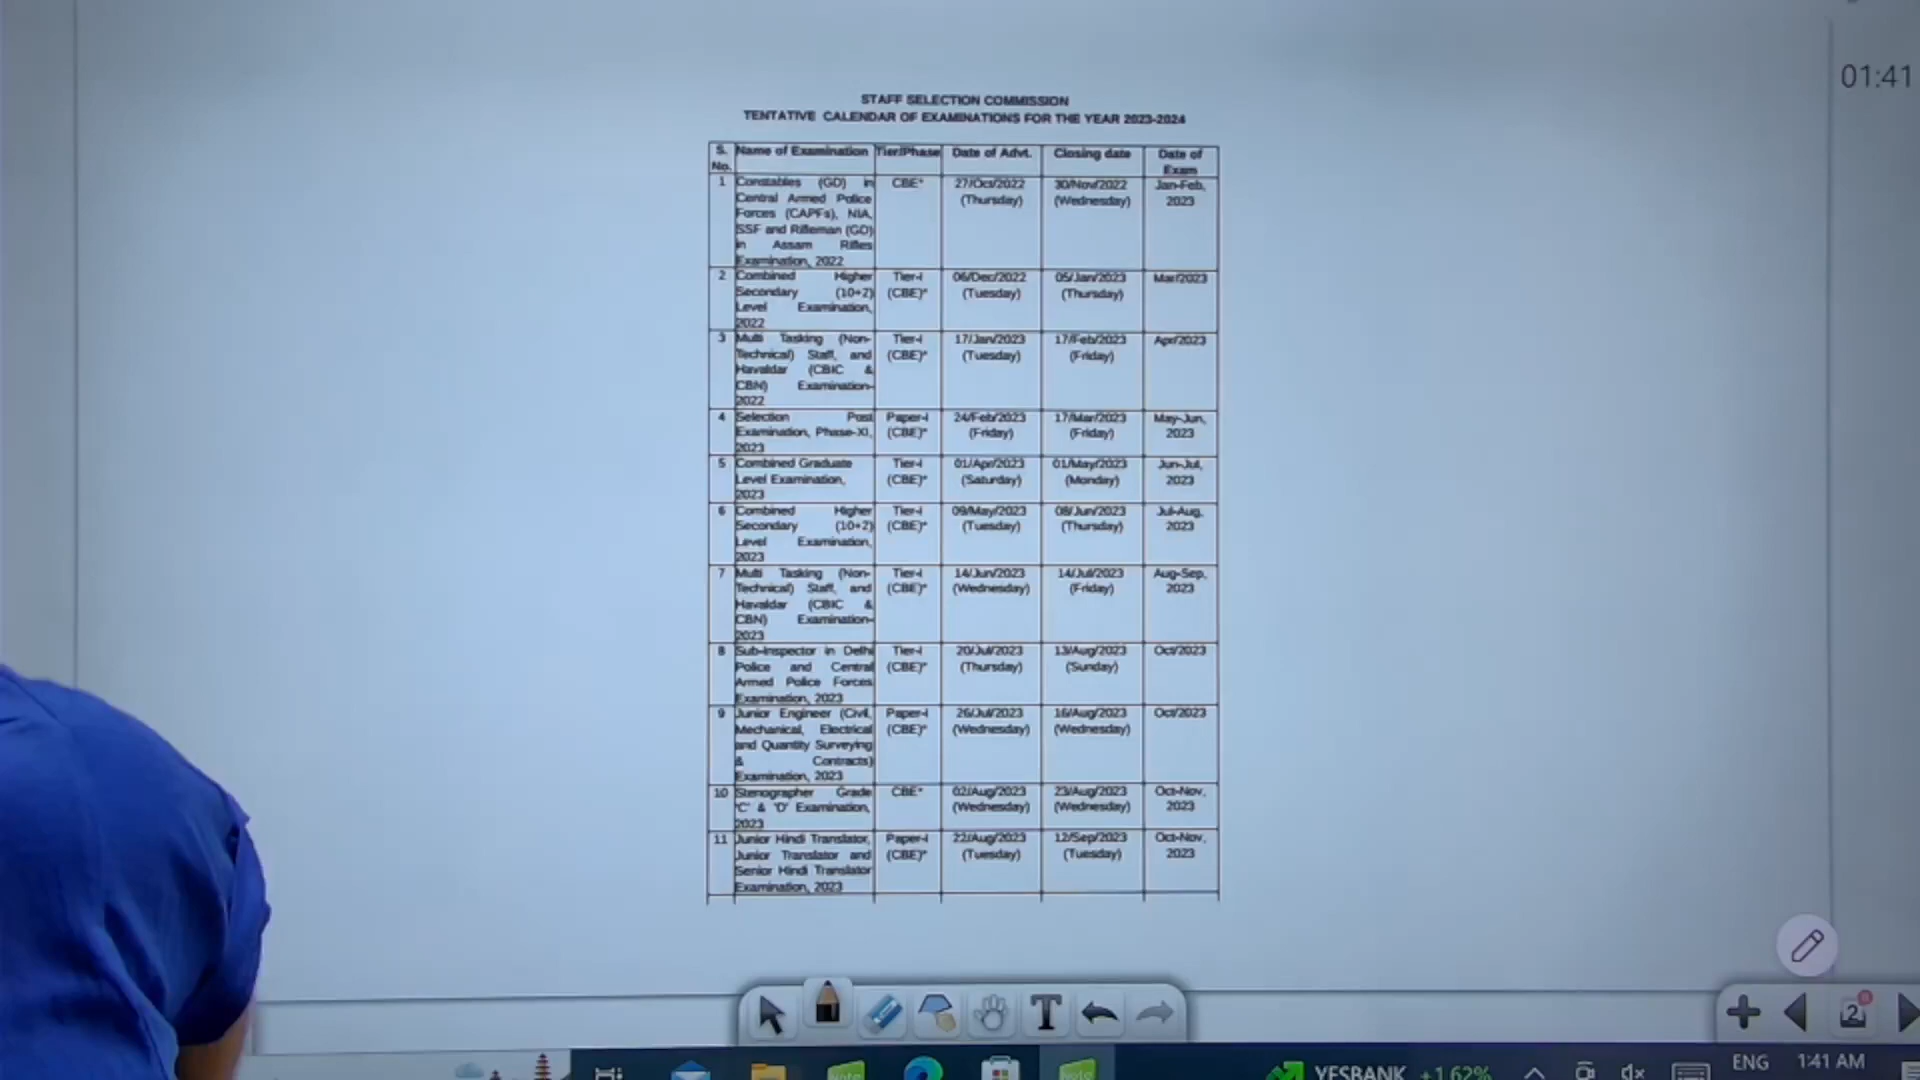 01:41
STAFF SELECTION COMMISSION
TENTATIVE CALENDAR OF EXAMINATIONS FOR THE YEAR 2023-2024
S. No. Name of Examination Tier/Phase Date of Advt. Closing date Date of Exam
1 Constables (GD) in Central Armed Police Forces (CAPFs), NIA, SSF and Rifleman (GD) in Assam Rifles Examination, 2022 CBE* 27/Oct/2022 (Thursday) 30/Nov/2022 (Wednesday) Jan-Feb, 2023
2 Combined Higher Secondary (10+2) Level Examination, 2022 Tier-I (CBE)* 06/Dec/2022 (Tuesday) 05/Jan/2023 (Thursday) Mar/2023
3 Multi Tasking (Non-Technical) Staff, and Havaldar (CBIC & CBN) Examination-2022 Tier-I (CBE)* 17/Jan/2023 (Tuesday) 17/Feb/2023 (Friday) Apr/2023
4 Selection Post Examination, Phase-XI, 2023 Paper-I (CBE)* 24/Feb/2023 (Friday) 17/Mar/2023 (Friday) May-Jun, 2023
5 Combined Graduate Level Examination, 2023 Tier-I (CBE)* 01/Apr/2023 (Saturday) 01/May/2023 (Monday) Jun-Jul, 2023
6 Combined Higher Secondary (10+2) Level Examination, 2023 Tier-I (CBE)* 09/May/2023 (Tuesday) 08/Jun/2023 (Thursday) Jul-Aug, 2023
7 Multi Tasking (Non-Technical) Staff, and Havaldar (CBIC & CBN) Examination-2023 Tier-I (CBE)* 14/Jun/2023 (Wednesday) 14/Jul/2023 (Friday) Aug-Sep, 2023
8 Sub-Inspector in Delhi Police and Central Armed Police Forces Examination, 2023 Tier-I (CBE)* 20/Jul/2023 (Thursday) 13/Aug/2023 (Sunday) Oct/2023
9 Junior Engineer (Civil, Mechanical, Electrical and Quantity Surveying & Contracts) Examination, 2023 Paper-I (CBE)* 26/Jul/2023 (Wednesday) 16/Aug/2023 (Wednesday) Oct/2023
10 Stenographer Grade 'C' & 'D' Examination, 2023 CBE* 02/Aug/2023 (Wednesday) 23/Aug/2023 (Wednesday) Oct-Nov, 2023
11 Junior Hindi Translator, Junior Translator and Senior Hindi Translator Examination, 2023 Paper-I (CBE)* 22/Aug/2023 (Tuesday) 12/Sep/2023 (Tuesday) Oct-Nov, 2023
T
2
Note
Note
YESBANK +1.62%
ENG
1:41 AM